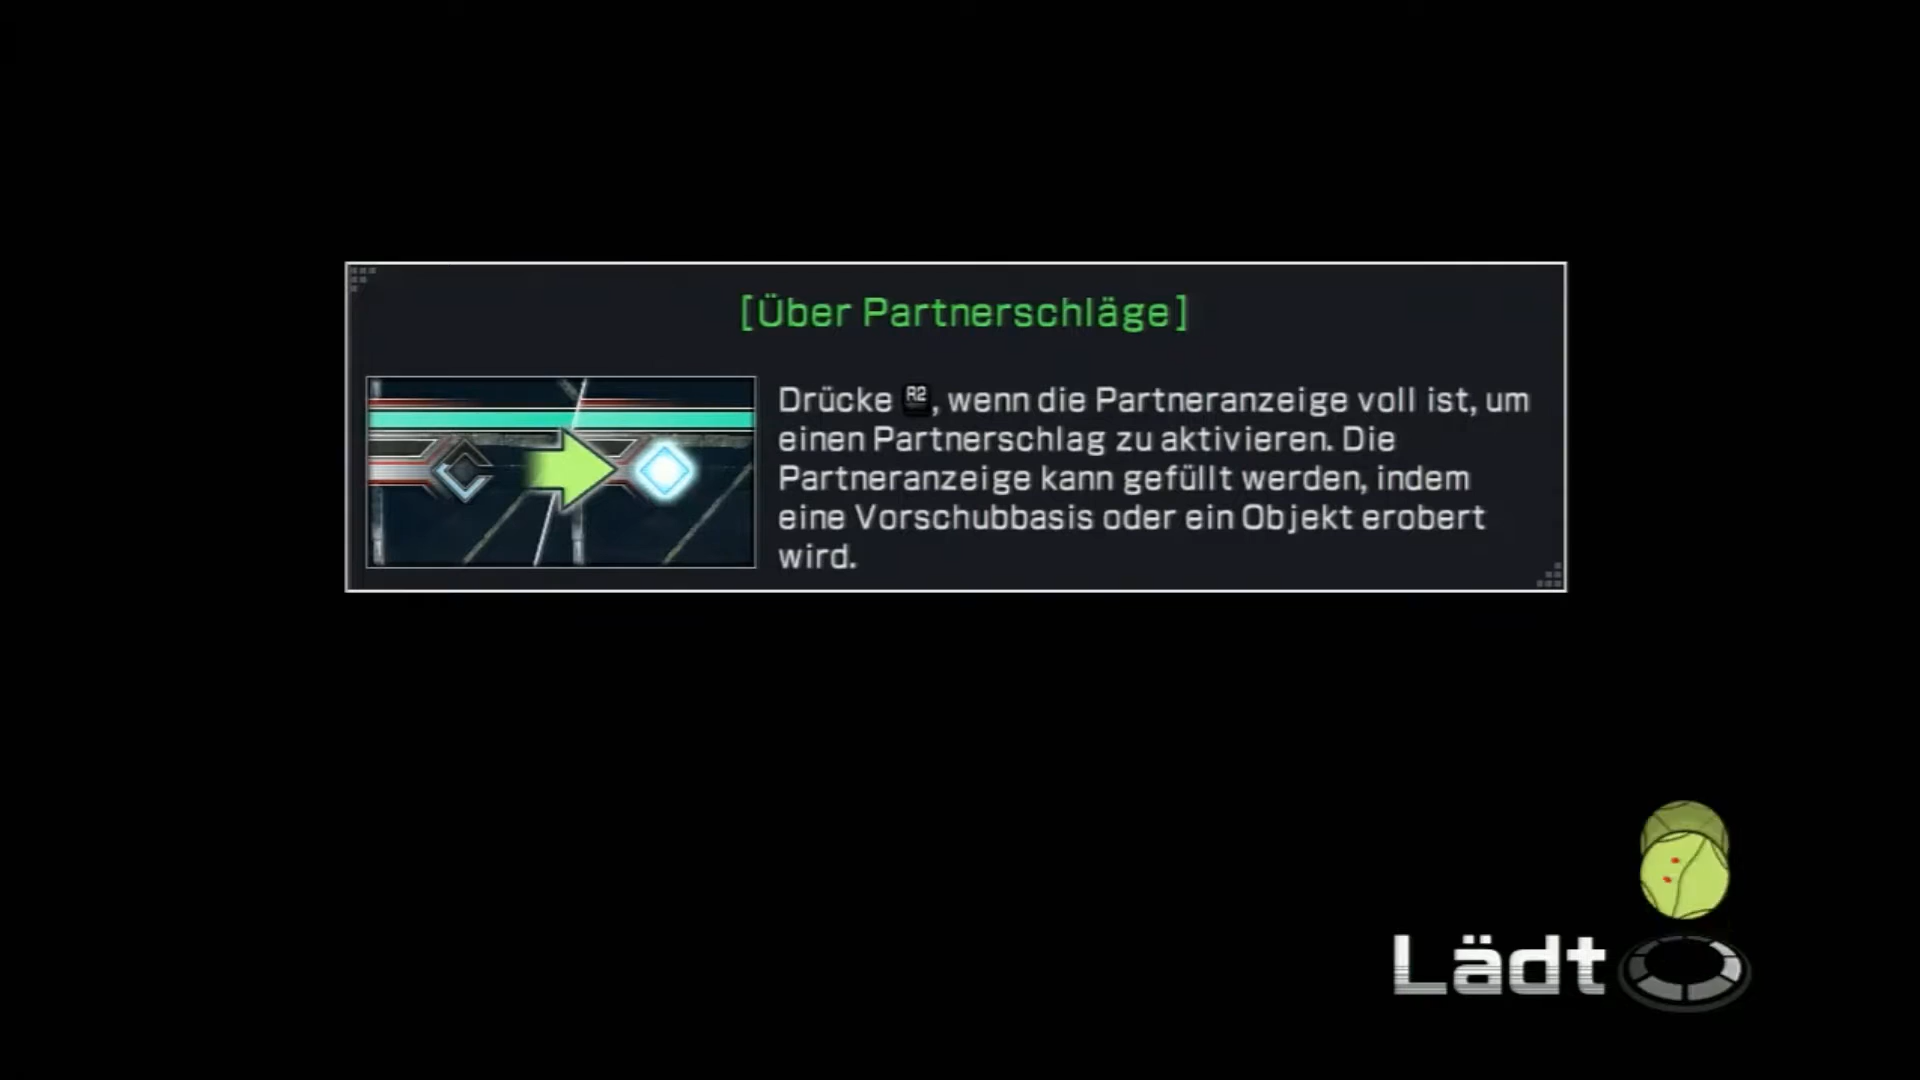 [Über Partnerschläge]
Drücke R2, wenn die Partneranzeige voll ist, um
einen Partnerschlag zu aktivieren. Die
Partneranzeige kann gefüllt werden, indem
eine Vorschubbasis oder ein Objekt erobert
wird.
Lädt